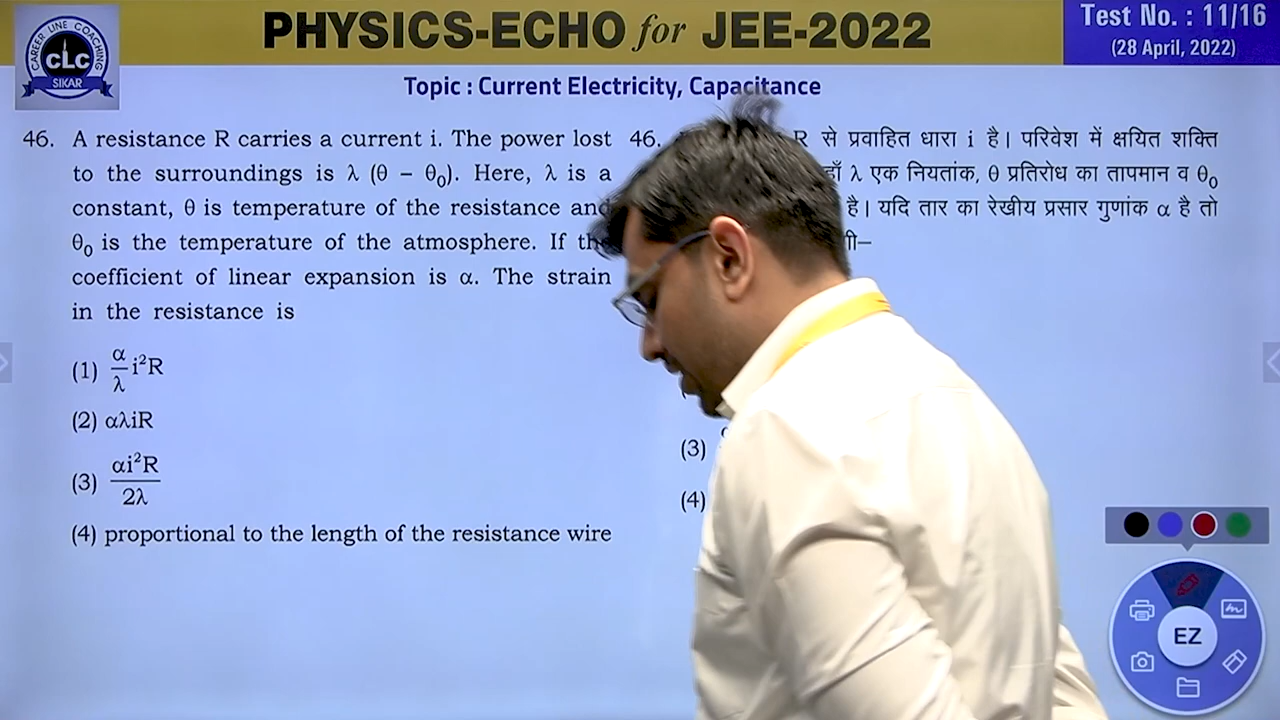 PHYSICS-ECHO for JEE-2022
Test No. : 11/16
(28 April, 2022)
CAREER LINE COACHING
CLC
SIKAR
Topic : Current Electricity, Capacitance
46. A resistance R carries a current i. The power lost
to the surroundings is λ (θ – θ₀). Here, λ is a
constant, θ is temperature of the resistance and
θ₀ is the temperature of the atmosphere. If the
coefficient of linear expansion is α. The strain
in the resistance is
(1) α/λ i²R
(2) αλiR
(3) αi²R/2λ
(4) proportional to the length of the resistance wire
46. R से प्रवाहित धारा i है। परिवेश में क्षयित शक्ति
λ एक नियतांक, θ प्रतिरोध का तापमान व θ₀
है। यदि तार का रेखीय प्रसार गुणांक α है तो
(3)
(4)
EZ